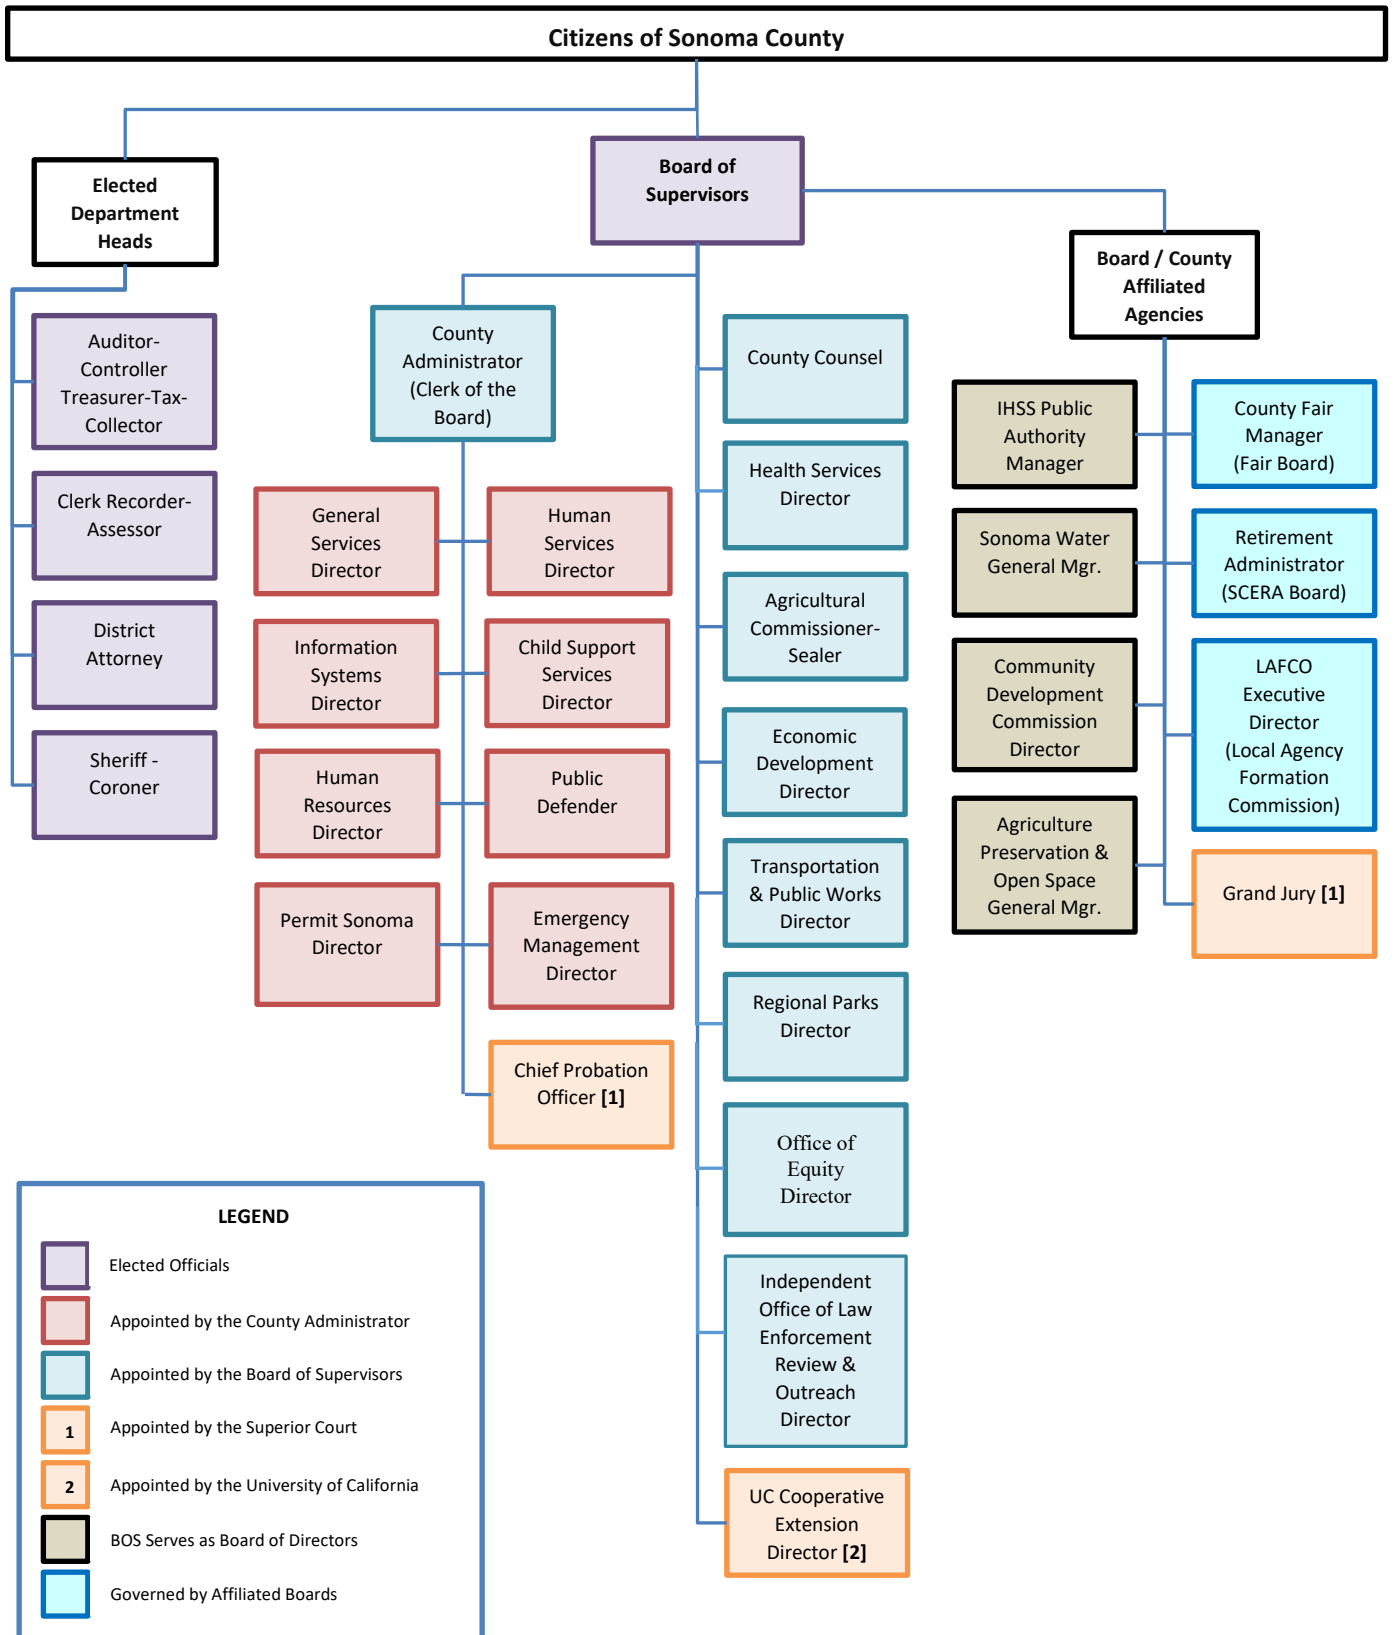 Citizens of Sonoma County
Elected
Department
Heads
Board of
Supervisors
Board / County
Affiliated
Agencies
Auditor-
Controller
Treasurer-Tax-
Collector
Clerk Recorder-
Assessor
District
Attorney
Sheriff -
Coroner
County
Administrator
(Clerk of the
Board)
General
Services
Director
Human
Services
Director
Information
Systems
Director
Child Support
Services
Director
Human
Resources
Director
Public
Defender
Permit Sonoma
Director
Emergency
Management
Director
Chief Probation
Officer [1]
County Counsel
Health Services
Director
Agricultural
Commissioner-
Sealer
Economic
Development
Director
Transportation
& Public Works
Director
Regional Parks
Director
Office of
Equity
Director
Independent
Office of Law
Enforcement
Review &
Outreach
Director
UC Cooperative
Extension
Director [2]
IHSS Public
Authority
Manager
County Fair
Manager
(Fair Board)
Sonoma Water
General Mgr.
Retirement
Administrator
(SCERA Board)
Community
Development
Commission
Director
LAFCO
Executive
Director
(Local Agency
Formation
Commission)
Agriculture
Preservation &
Open Space
General Mgr.
Grand Jury [1]
LEGEND
Elected Officials
Appointed by the County Administrator
Appointed by the Board of Supervisors
1 Appointed by the Superior Court
2 Appointed by the University of California
BOS Serves as Board of Directors
Governed by Affiliated Boards